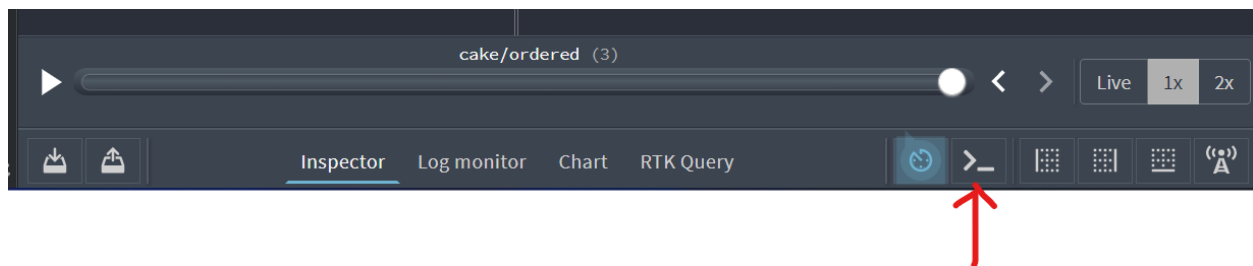 cake/ordered (3)
Live 1x 2x
Inspector Log monitor Chart RTK Query